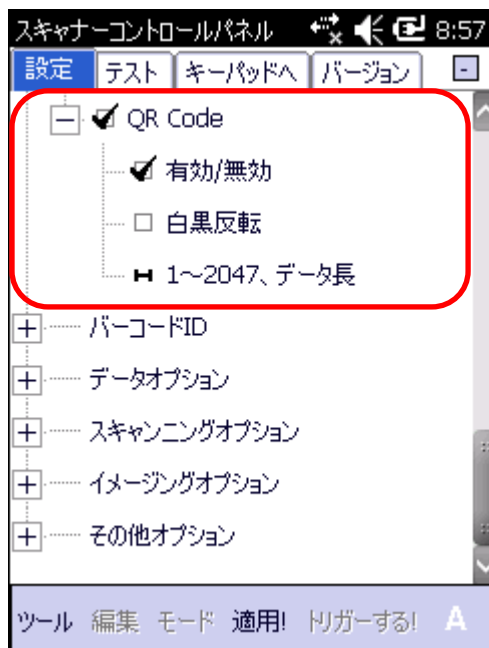 スキャナーコントロールパネル 8:57
設定 テスト キーパッドへ バージョン
QR Code
有効/無効
白黒反転
1～2047、データ長
バーコードID
データオプション
スキャンニングオプション
イメージングオプション
その他オプション
ツール 編集 モード 適用! トリガーする! A